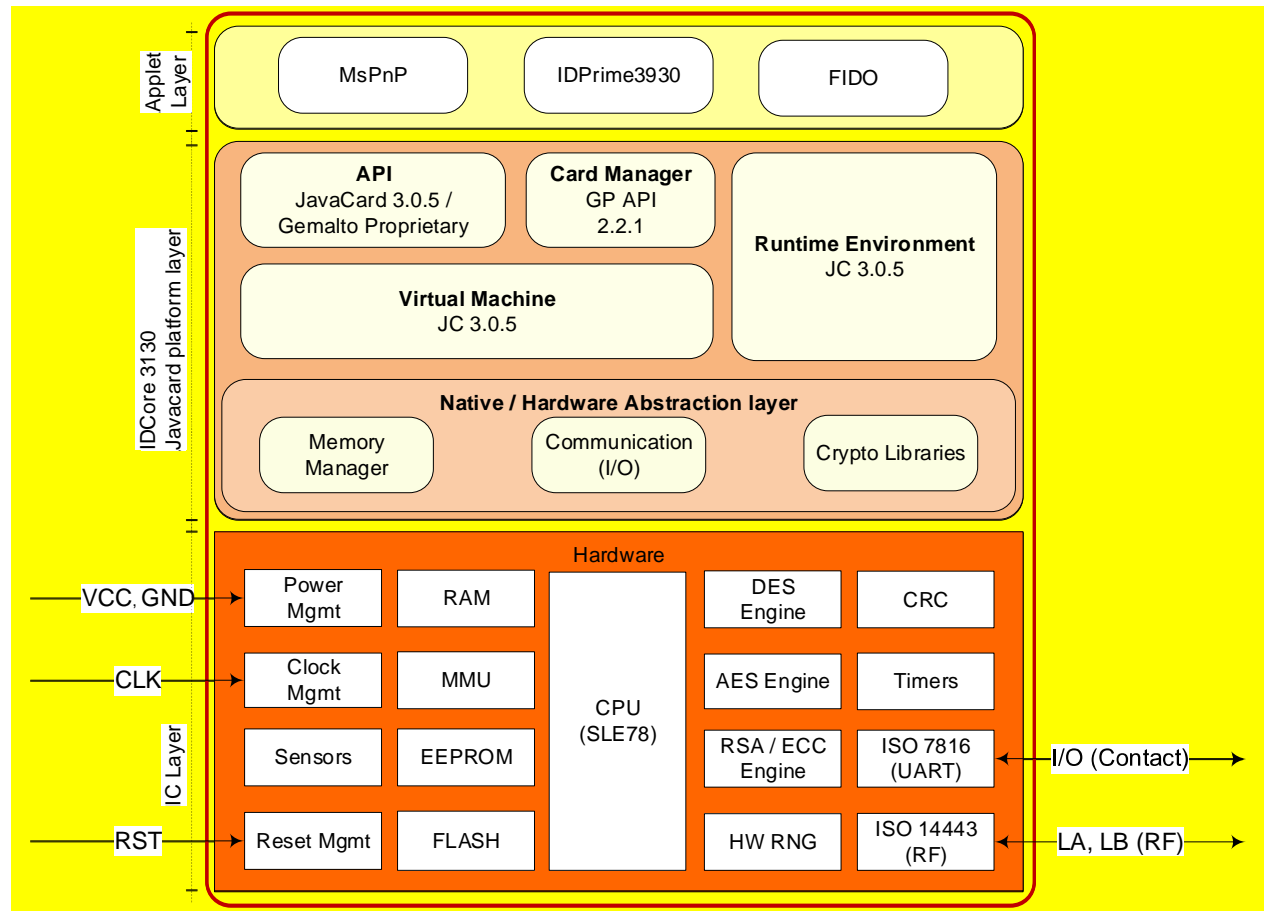 Applet
Layer
MsPnP
IDPrime3930
FIDO
IDCore 3130
Javacard platform layer
API
JavaCard 3.0.5 /
Gemalto Proprietary
Card Manager
GP API
2.2.1
Runtime Environment
JC 3.0.5
Virtual Machine
JC 3.0.5
Native / Hardware Abstraction layer
Memory
Manager
Communication
(I/O)
Crypto Libraries
IC Layer
Hardware
VCC, GND
Power
Mgmt
RAM
CPU
(SLE78)
DES
Engine
CRC
CLK
Clock
Mgmt
MMU
AES Engine
Timers
Sensors
EEPROM
RSA / ECC
Engine
ISO 7816
(UART)
I/O (Contact)
RST
Reset Mgmt
FLASH
HW RNG
ISO 14443
(RF)
LA, LB (RF)